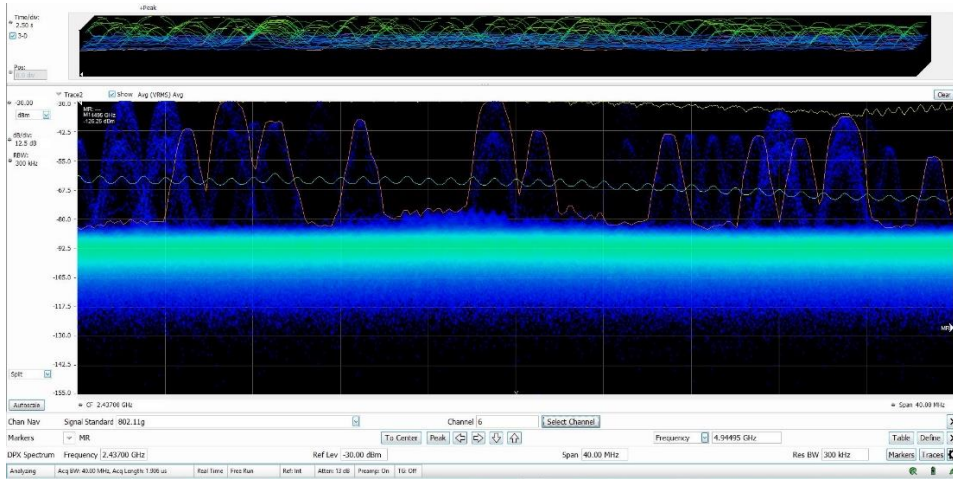 +Peak
Time/div:
2.50 s
3-D
Pos:
Trace2 Show Avg (VRMS) Avg Clear
-30.00
dBm
dB/div:
12.5 dB
RBW:
300 kHz
-30.0
MR: ---
-42.5
-55.0
-67.5
-80.0
-92.5
-105.0
-117.5
-130.0
-142.5
-155.0
MR
Split
Autoscale CF 2.43700 GHz Span 40.00 MHz
Chan Nav Signal Standard 802.11g Channel 6 Select Channel X
Markers MR To Center Peak Frequency 4.94495 GHz Table Define X
DPX Spectrum Frequency 2.43700 GHz Ref Lev -30.00 dBm Span 40.00 MHz Res BW 300 kHz Markers Traces
Analyzing Acq BW: 40.00 MHz, Acq Length: Real Time Free Run Ref: Int Atten: 13 dB Preamp: On TG: Off